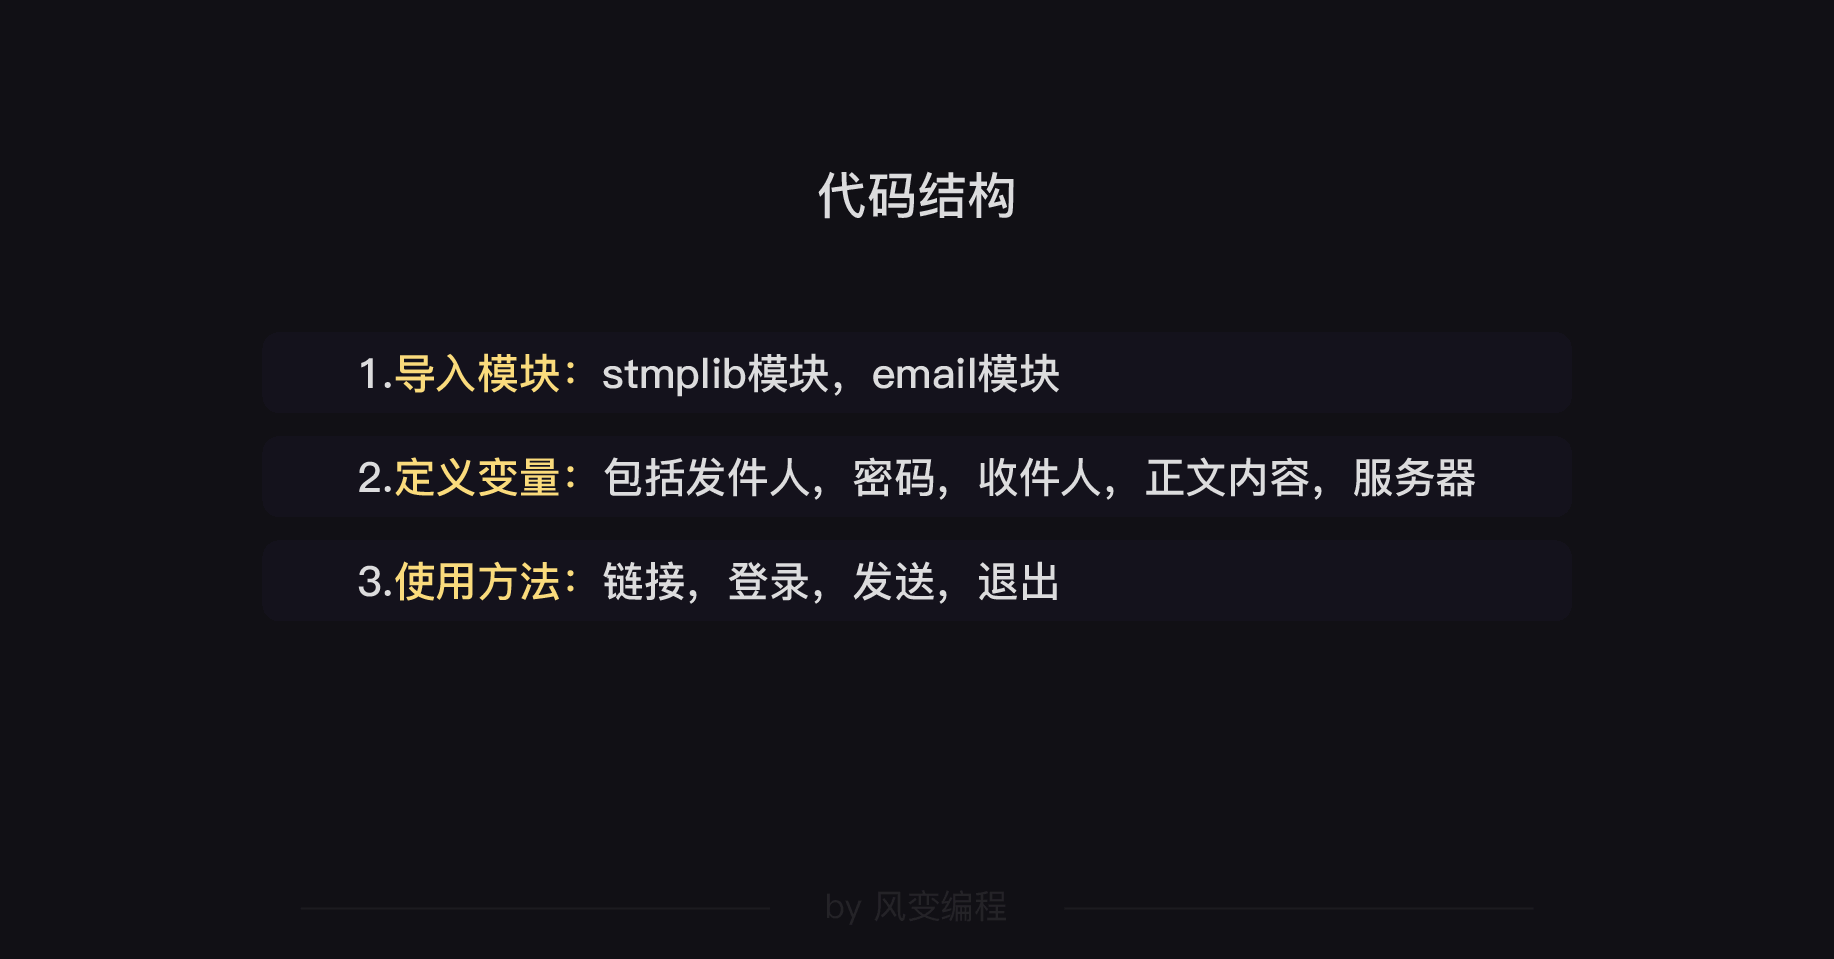 代码结构
1.导入模块：stmplib模块，email模块
2.定义变量：包括发件人，密码，收件人，正文内容，服务器
3.使用方法：链接，登录，发送，退出
by 风变编程